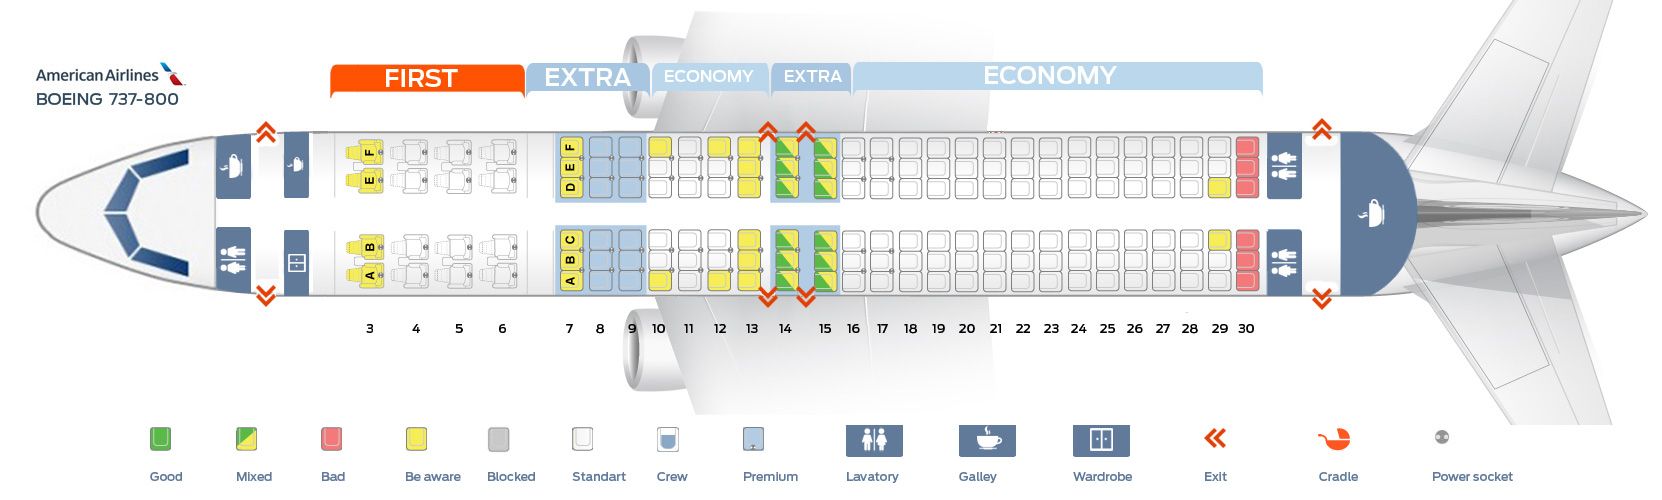 American Airlines
BOEING 737-800
FIRST
EXTRA
ECONOMY
EXTRA
ECONOMY
F
E
B
A
F
E
D
C
B
A
3 4 5 6 7 8 9 10 11 12 13 14 15 16 17 18 19 20 21 22 23 24 25 26 27 28 29 30
Good Mixed Bad Be aware Blocked Standart Crew Premium Lavatory Galley Wardrobe Exit Cradle Power socket